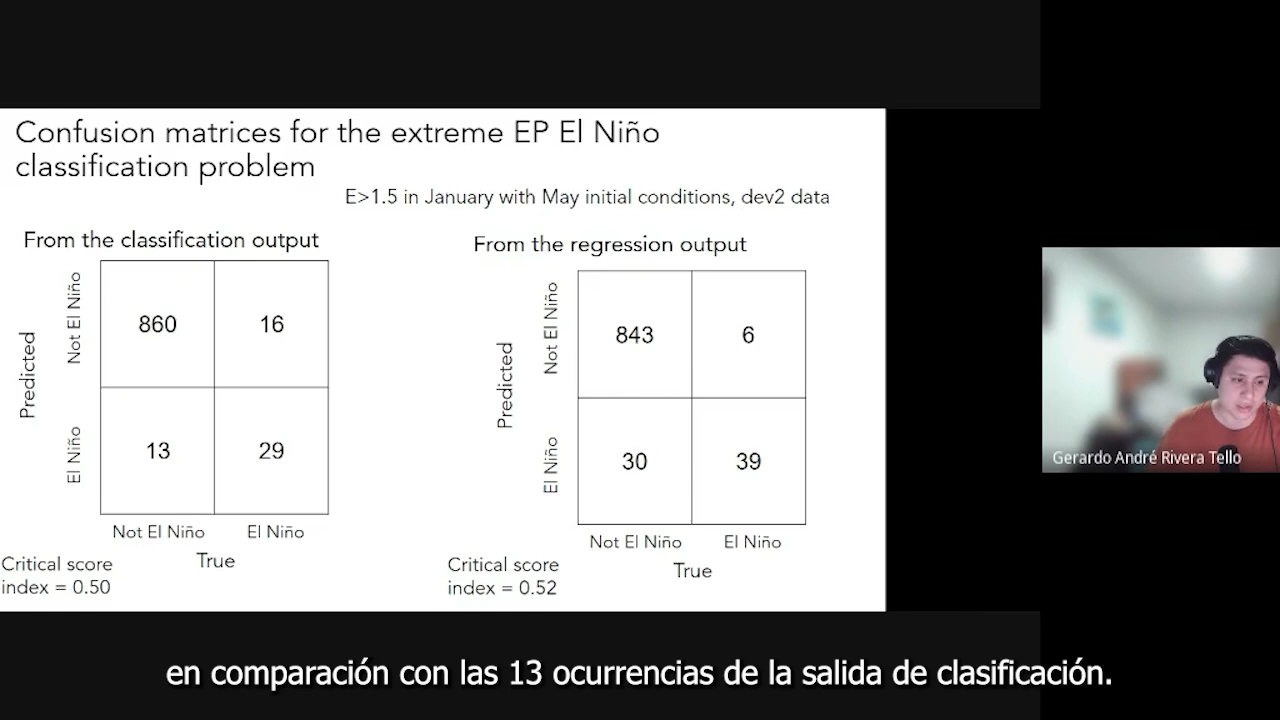 Confusion matrices for the extreme EP El Niño
classification problem
E>1.5 in January with May initial conditions, dev2 data
From the classification output
Predicted
Not El Niño
El Niño
860
16
13
29
Not El Niño
El Niño
True
Critical score
index = 0.50
From the regression output
Predicted
Not El Niño
El Niño
843
6
30
39
Not El Niño
El Niño
True
Critical score
index = 0.52
Gerardo André Rivera Tello
en comparación con las 13 ocurrencias de la salida de clasificación.